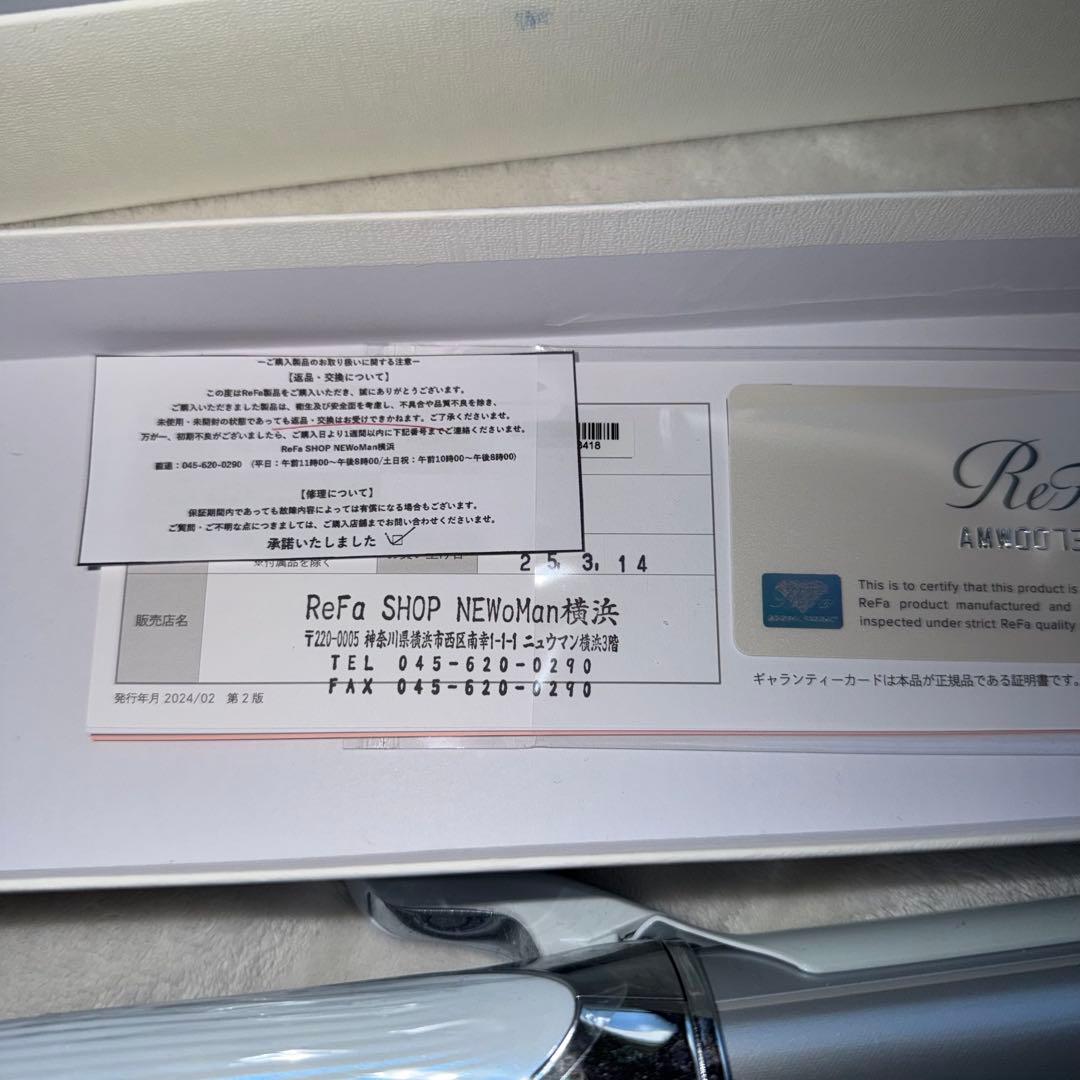 ーご購入製品のお取り扱いに関する注意ー
【返品・交換について】
この度はReFa製品をご購入いただき、誠にありがとうございます。
ご購入いただきました製品は、衛生及び安全面を考慮し、不具合や品質不良を除き、
未使用・未開封の状態であっても返品・交換はお受けできかねます。ご了承くださいませ。
万が一、初期不良がございましたら、ご購入日より1週間以内に下記番号までご連絡くださいませ。
ReFa SHOP NEWoMan横浜
直通：045-620-0290 （平日：午前11時00～午後8時00/土日祝：午前10時00～午後8時00）
【修理について】
保証期間内であっても故障内容によっては有償になる場合もございます。
ご質問・ご不明な点につきましては、ご購入店舗までお問い合わせくださいませ。
承諾いたしました ☑
3418
※付属品を除く
25. 3. 14
販売店名
ReFa SHOP NEWoMan横浜
〒220-0005 神奈川県横浜市西区南幸1-1-1 ニュウマン横浜3階
TEL 045-620-0290
FAX 045-620-0290
発行年月 2024/02 第2版
This is to certify that this product is
ReFa product manufactured and
inspected under strict ReFa quality
ギャランティーカードは本品が正規品である証明書です。